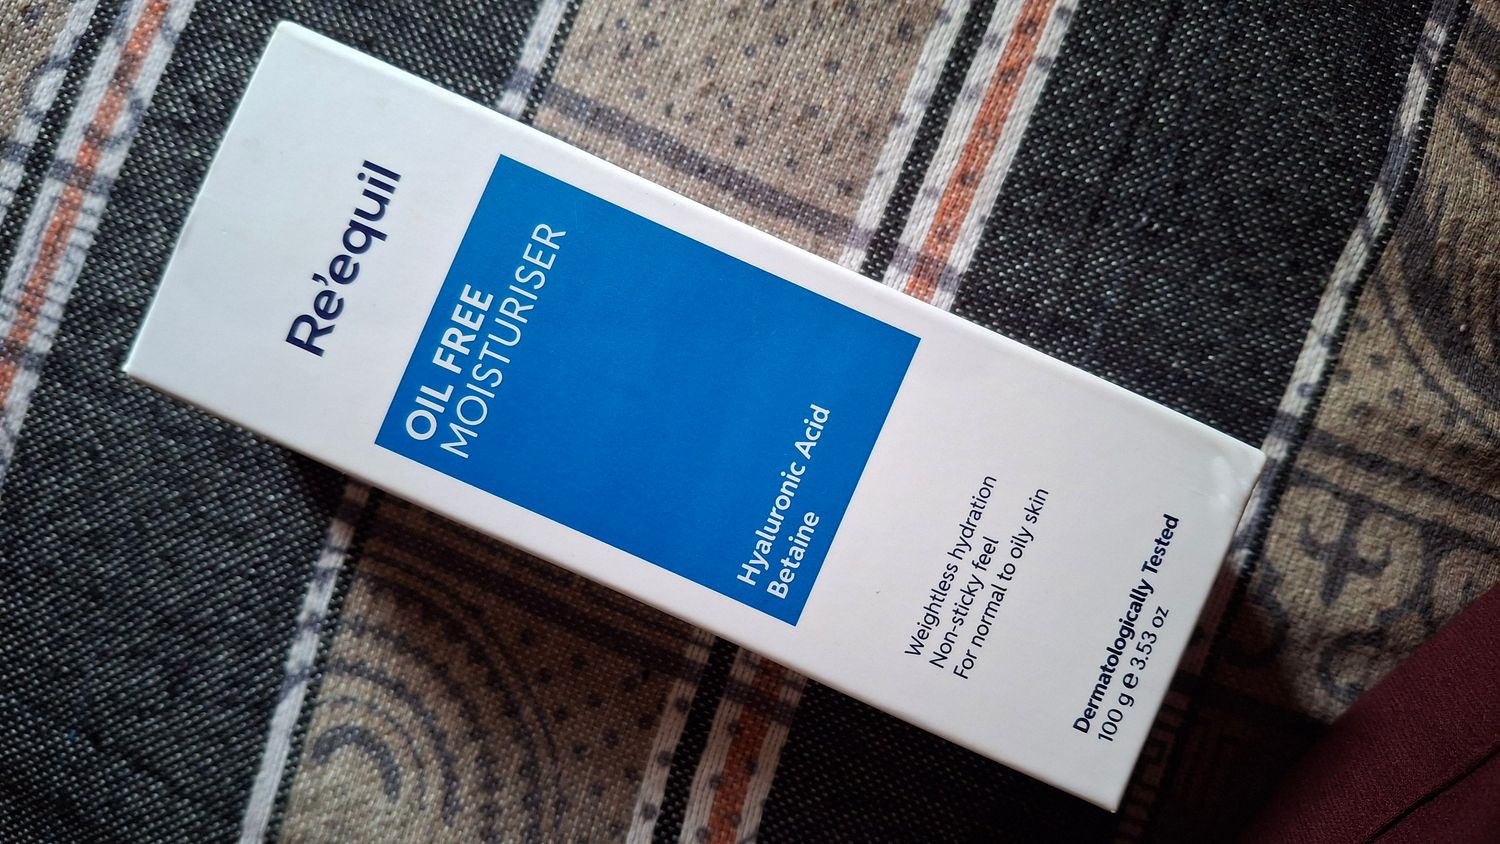 Re'equil
OIL FREE
MOISTURISER
Hyaluronic Acid
Betaine
Weightless hydration
Non-sticky feel
For normal to oily skin
Dermatologically Tested
100 g ℮ 3.53 oz